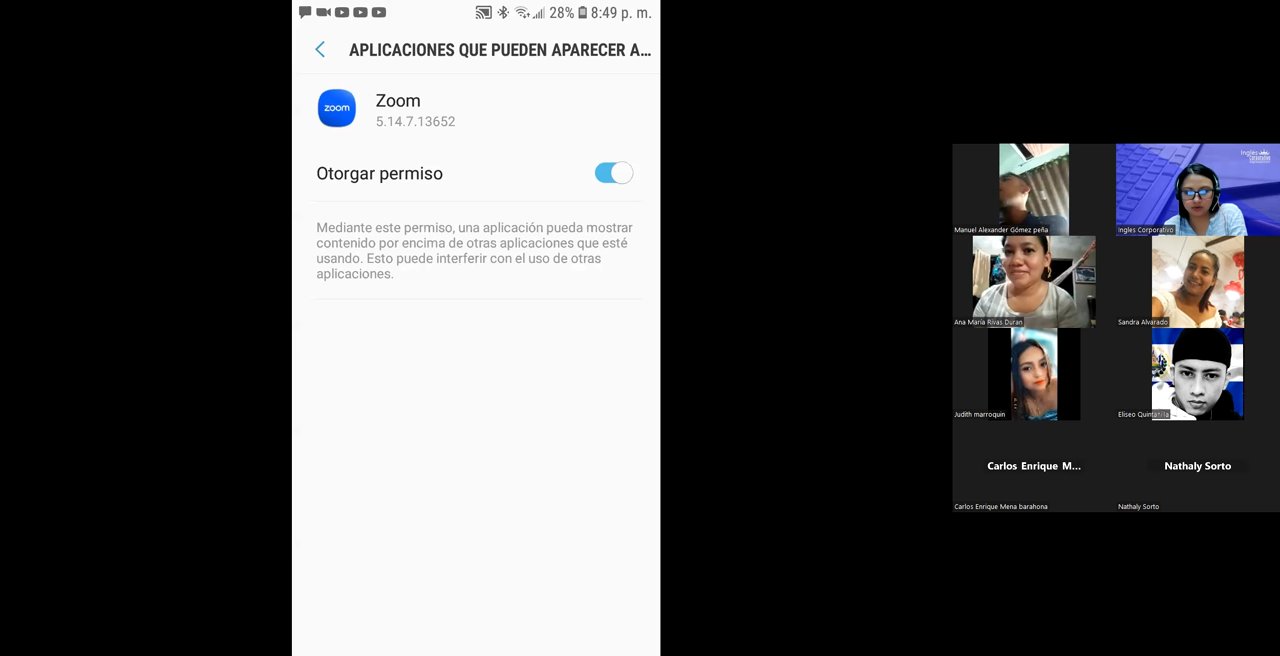 28% 8:49 p. m.
APLICACIONES QUE PUEDEN APARECER A...
zoom
Zoom
5.14.7.13652
Otorgar permiso
Mediante este permiso, una aplicación pueda mostrar
contenido por encima de otras aplicaciones que esté
usando. Esto puede interferir con el uso de otras
aplicaciones.
Manuel Alexander Gómez peña
Inglés
Ingles Corporativo
Ana María Rivas Duran
Sandra Alvarado
Judith marroquin
Eliseo Quintanilla
Carlos Enrique M...
Nathaly Sorto
Carlos Enrique Mena barahona
Nathaly Sorto